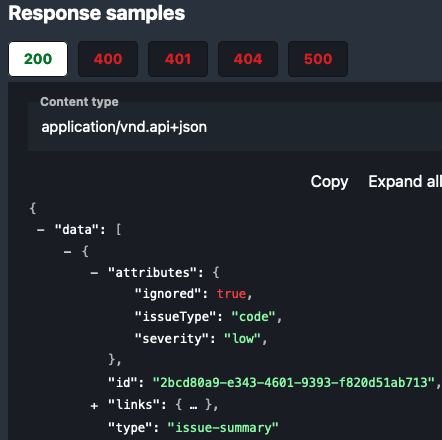 Response samples
200 400 401 404 500
Content type
application/vnd.api+json
Copy Expand all
{
– "data": [
– {
– "attributes": {
"ignored": true,
"issueType": "code",
"severity": "low",
},
"id": "2bcd80a9-e343-4601-9393-f820d51ab713",
+ "links": { … },
"type": "issue-summary"